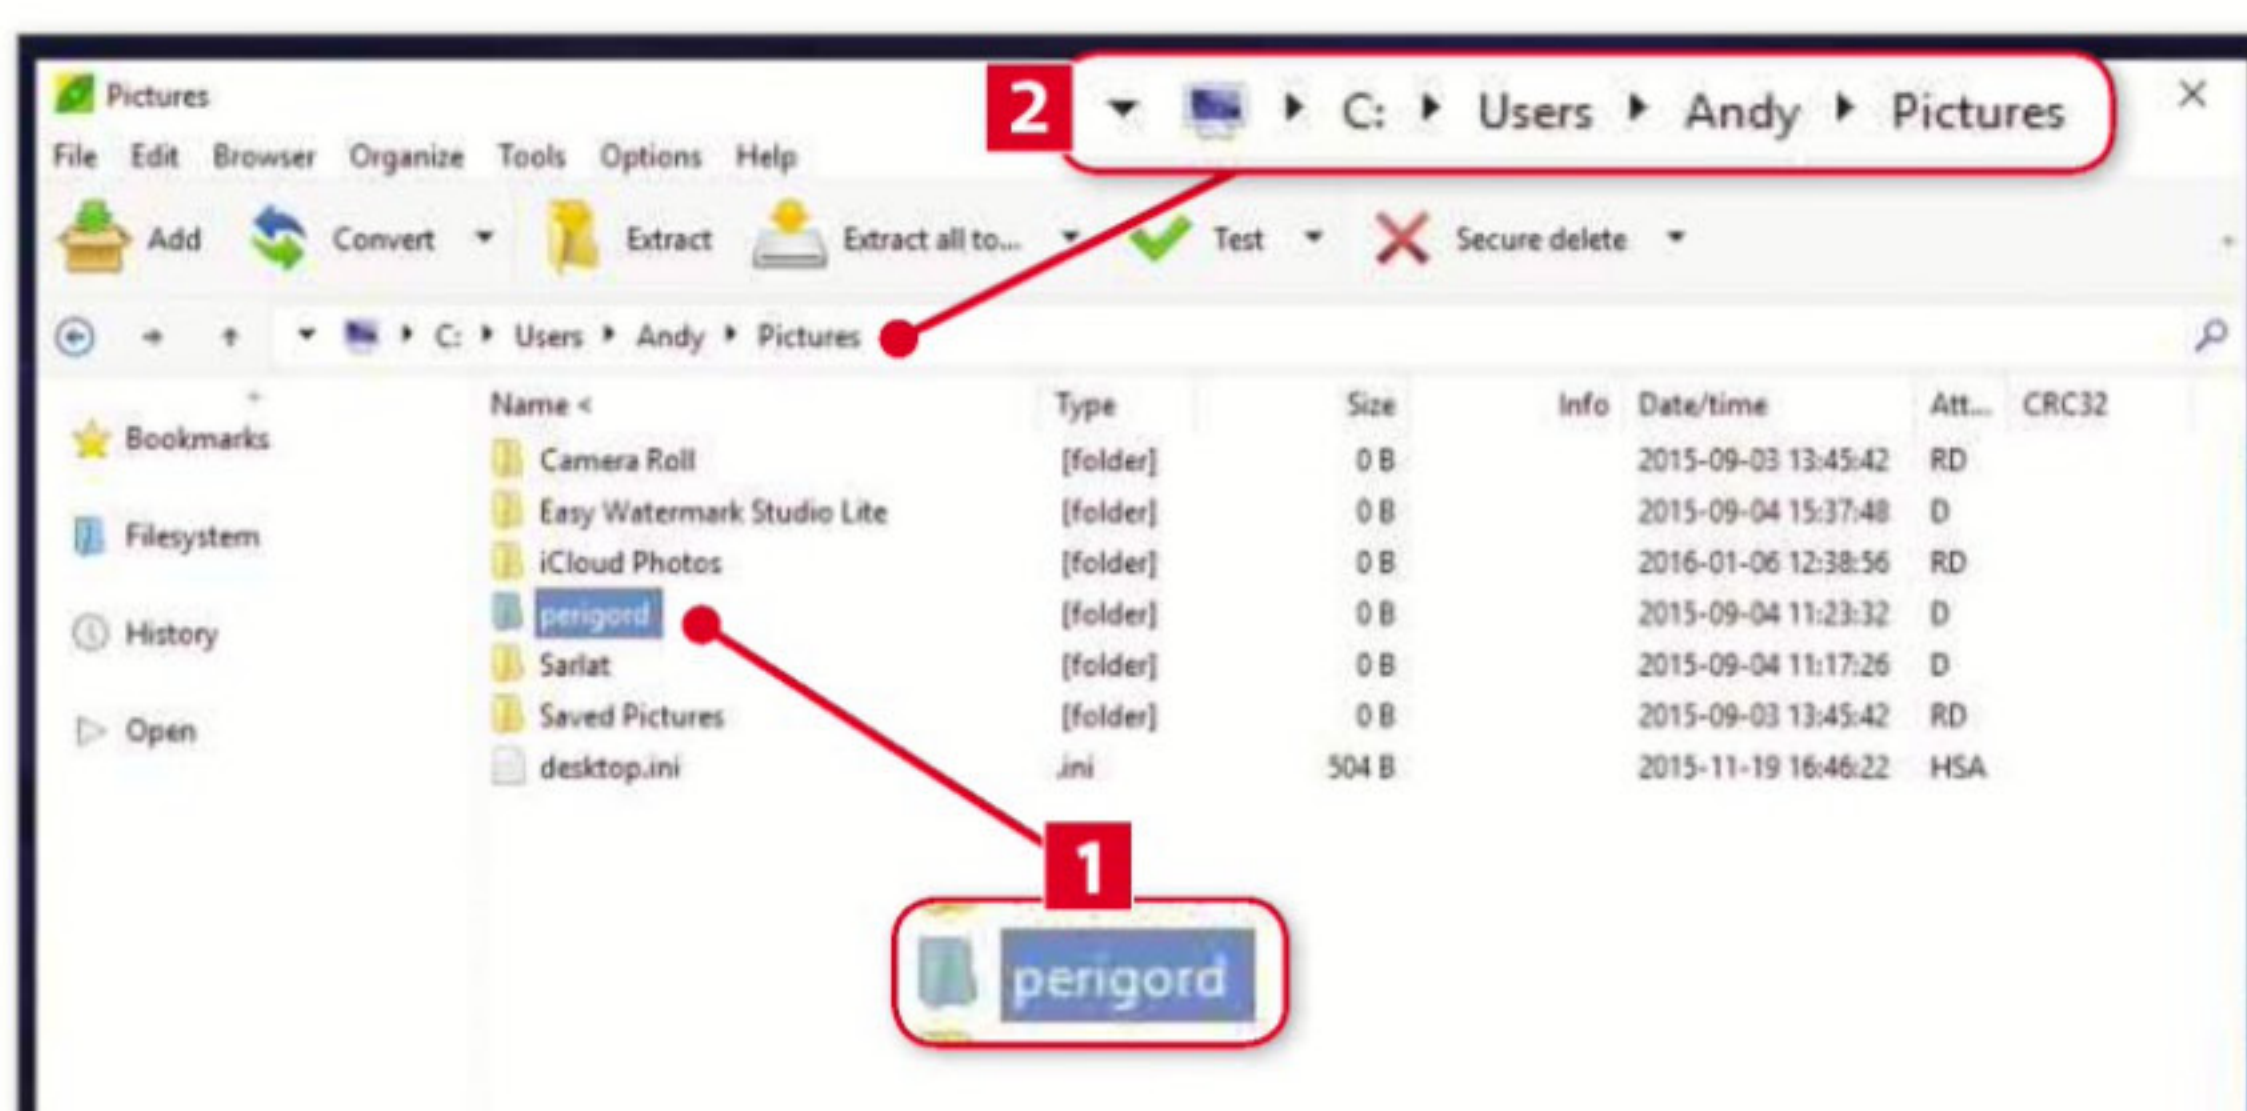 Pictures
2 C: Users Andy Pictures
File Edit Browser Organize Tools Options Help
Add Convert Extract Extract all to... Test Secure delete
C: Users Andy Pictures
Name < Type Size Info Date/time Att... CRC32
Bookmarks
Camera Roll [folder] 0 B 2015-09-03 13:45:42 RD
Easy Watermark Studio Lite [folder] 0 B 2015-09-04 15:37:48 D
Filesystem
iCloud Photos [folder] 0 B 2016-01-06 12:38:56 RD
perigord [folder] 0 B 2015-09-04 11:23:32 D
History
Sarlat [folder] 0 B 2015-09-04 11:17:26 D
Saved Pictures [folder] 0 B 2015-09-03 13:45:42 RD
Open
desktop.ini .ini 504 B 2015-11-19 16:46:22 HSA
1
perigord